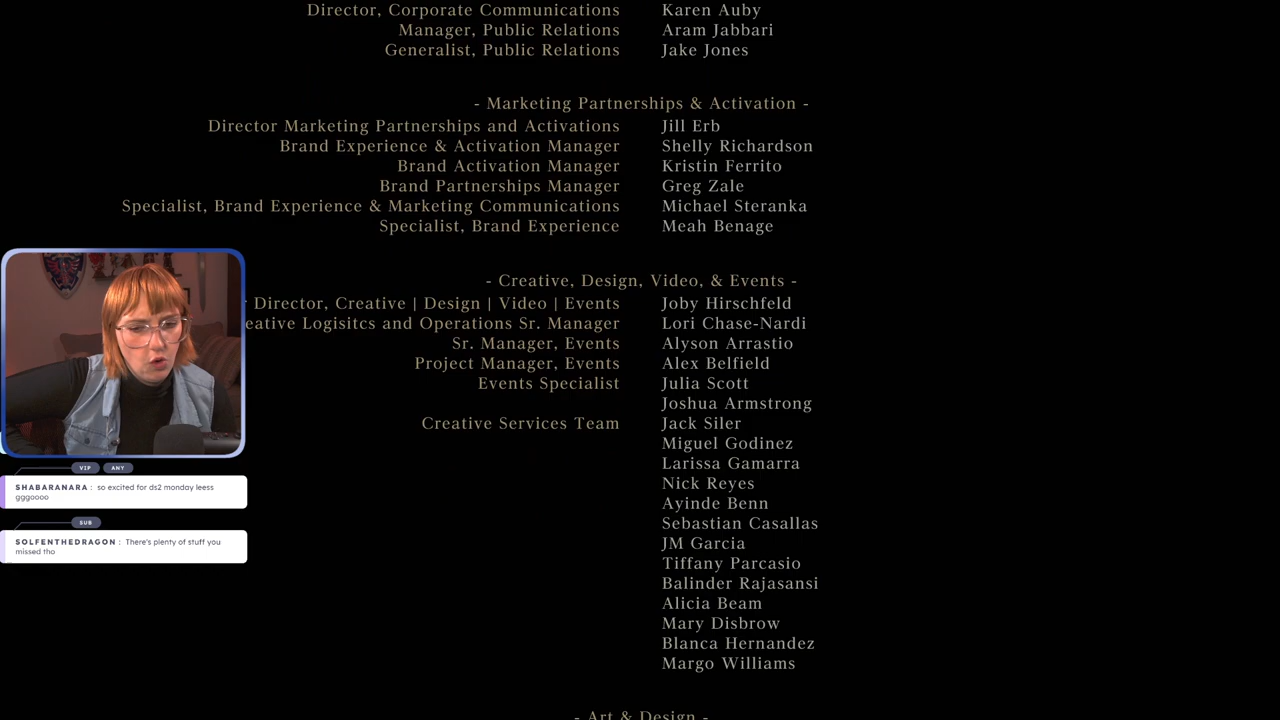 Director, Corporate Communications Karen Auby
Manager, Public Relations Aram Jabbari
Generalist, Public Relations Jake Jones
- Marketing Partnerships & Activation -
Director Marketing Partnerships and Activations Jill Erb
Brand Experience & Activation Manager Shelly Richardson
Brand Activation Manager Kristin Ferrito
Brand Partnerships Manager Greg Zale
Specialist, Brand Experience & Marketing Communications Michael Steranka
Specialist, Brand Experience Meah Benage
- Creative, Design, Video, & Events -
Director, Creative | Design | Video | Events Joby Hirschfeld
eative Logisitcs and Operations Sr. Manager Lori Chase-Nardi
Sr. Manager, Events Alyson Arrastio
Project Manager, Events Alex Belfield
Events Specialist Julia Scott
Joshua Armstrong
Creative Services Team Jack Siler
Miguel Godinez
Larissa Gamarra
Nick Reyes
Ayinde Benn
Sebastian Casallas
JM Garcia
Tiffany Parcasio
Balinder Rajasansi
Alicia Beam
Mary Disbrow
Blanca Hernandez
Margo Williams
- Art & Design -
VIP ANY
SHABARANARA : so excited for ds2 monday leess
gggoooo
SUB
SOLFENTHEDRAGON : There's plenty of stuff you
missed tho